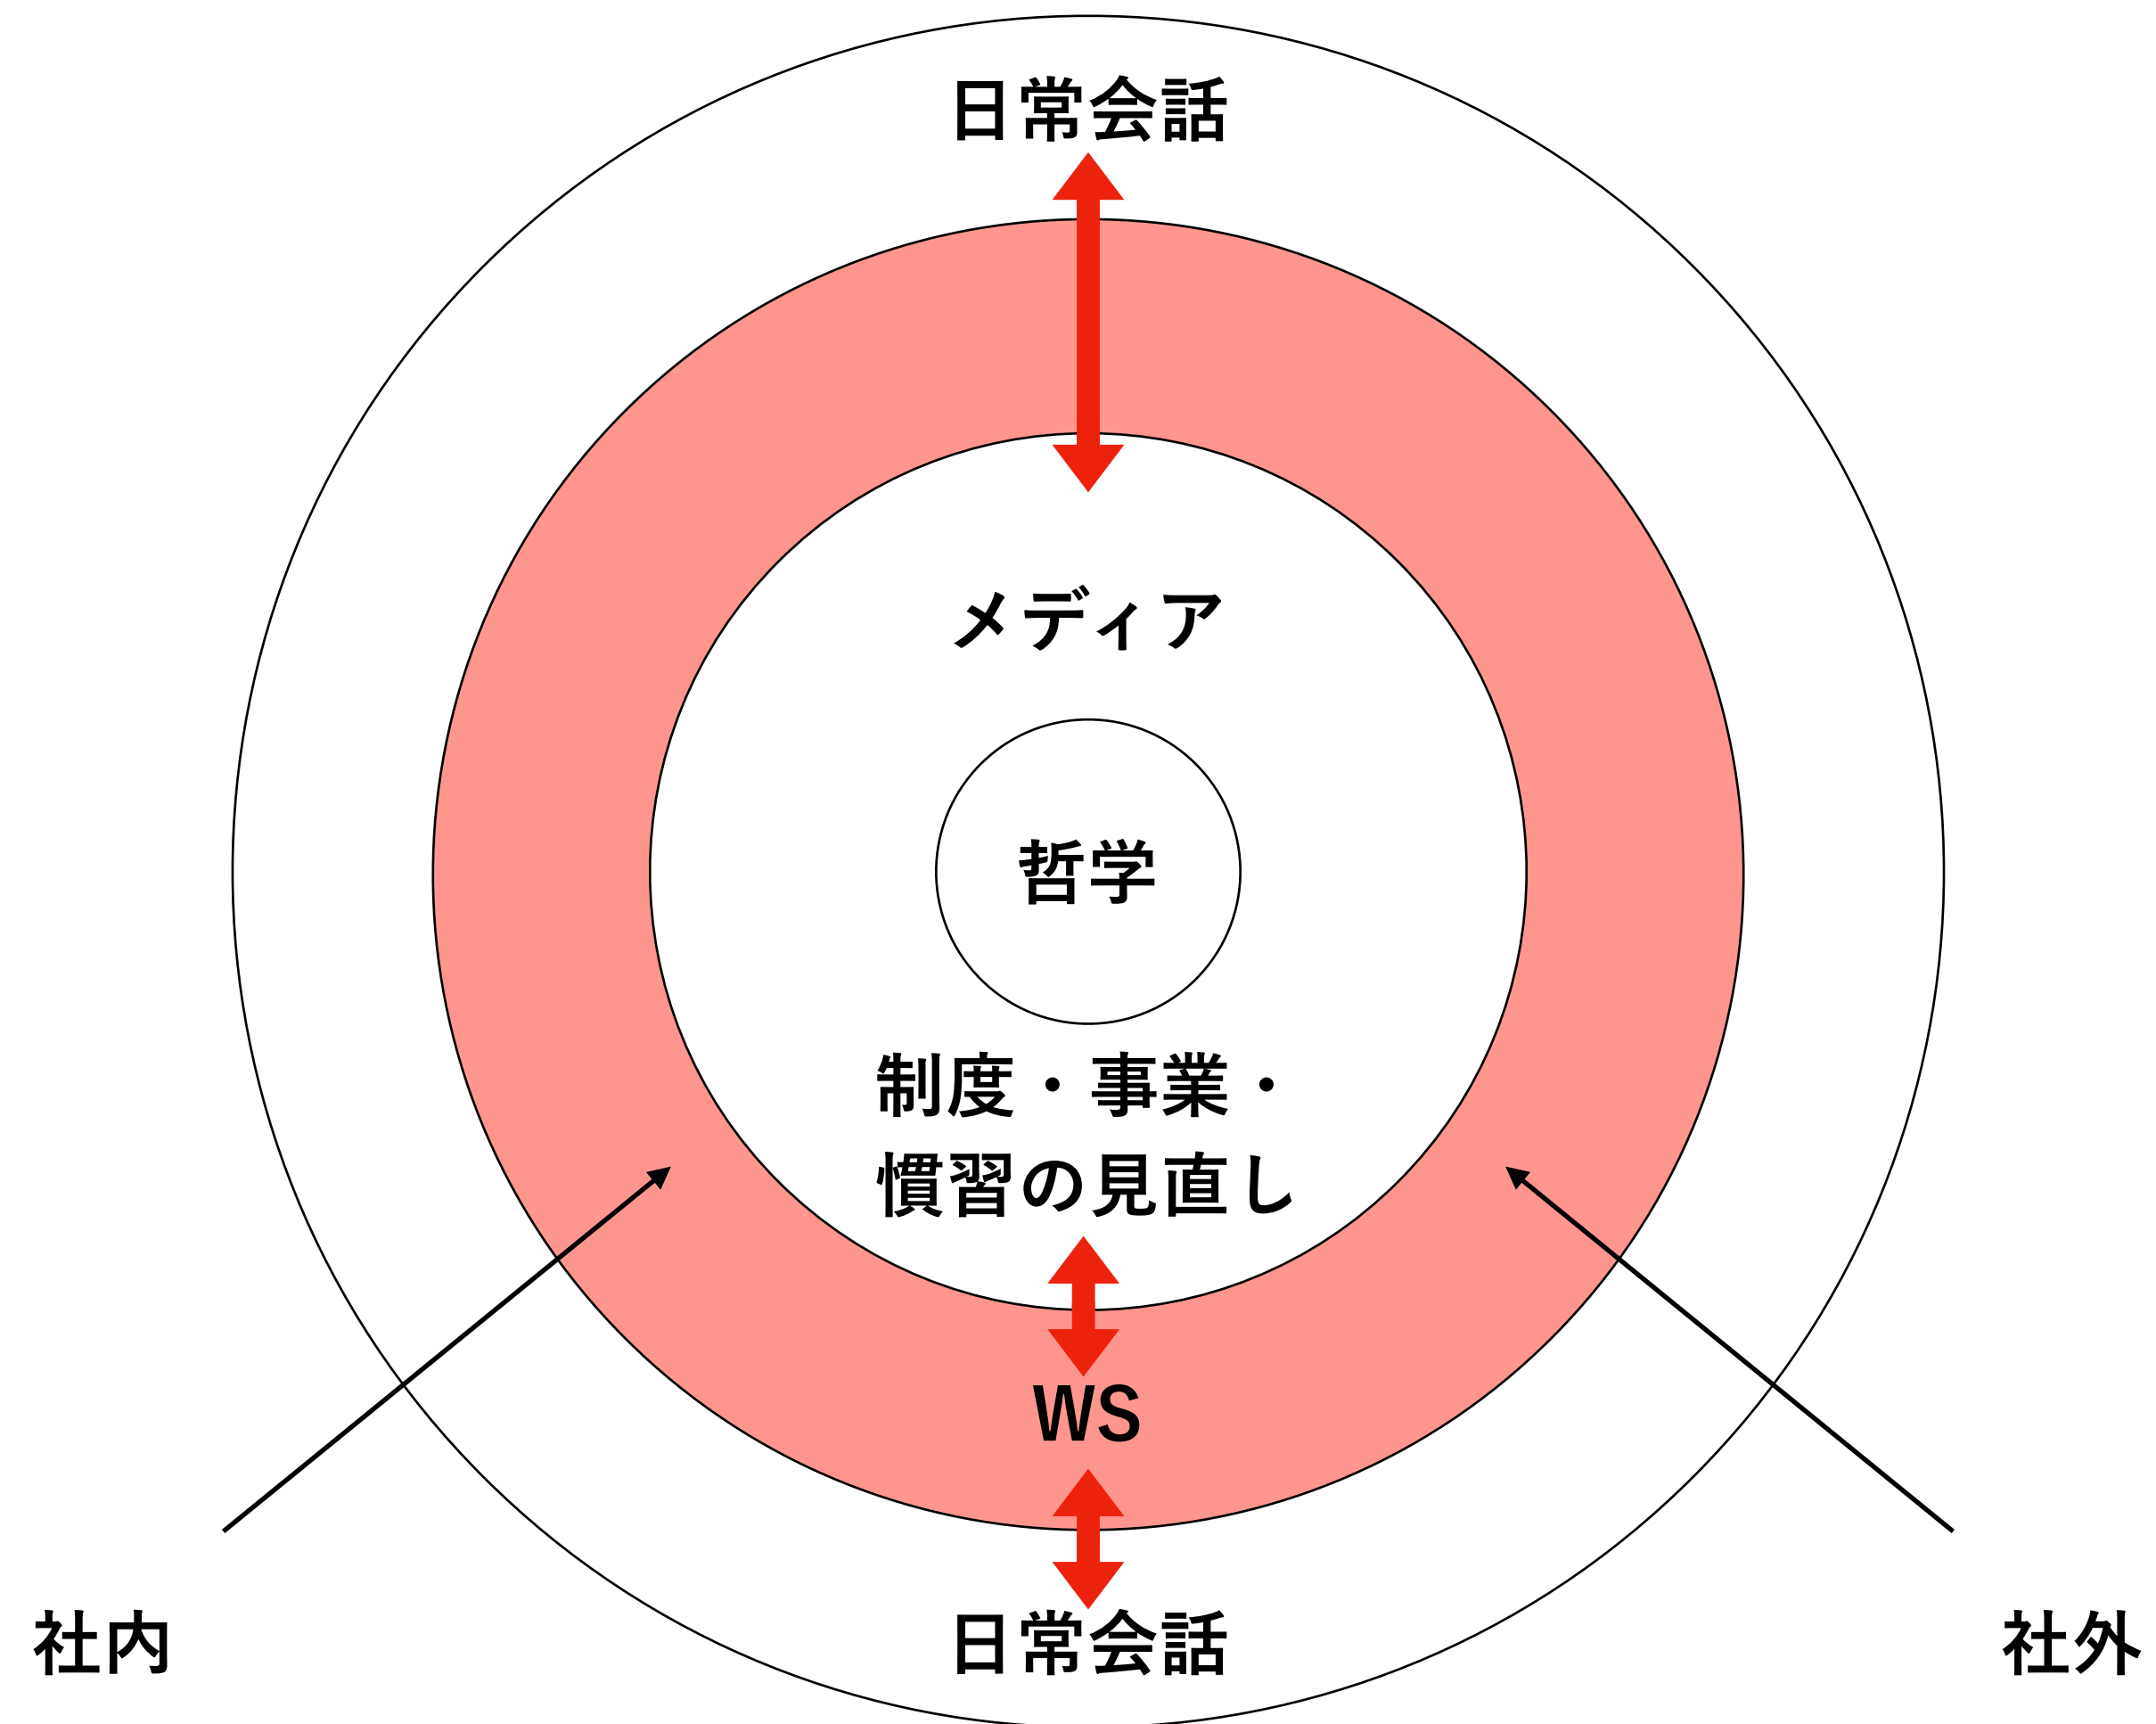 日常会話
メディア
哲学
制度・事業・
慣習の見直し
WS
日常会話
社内
社外